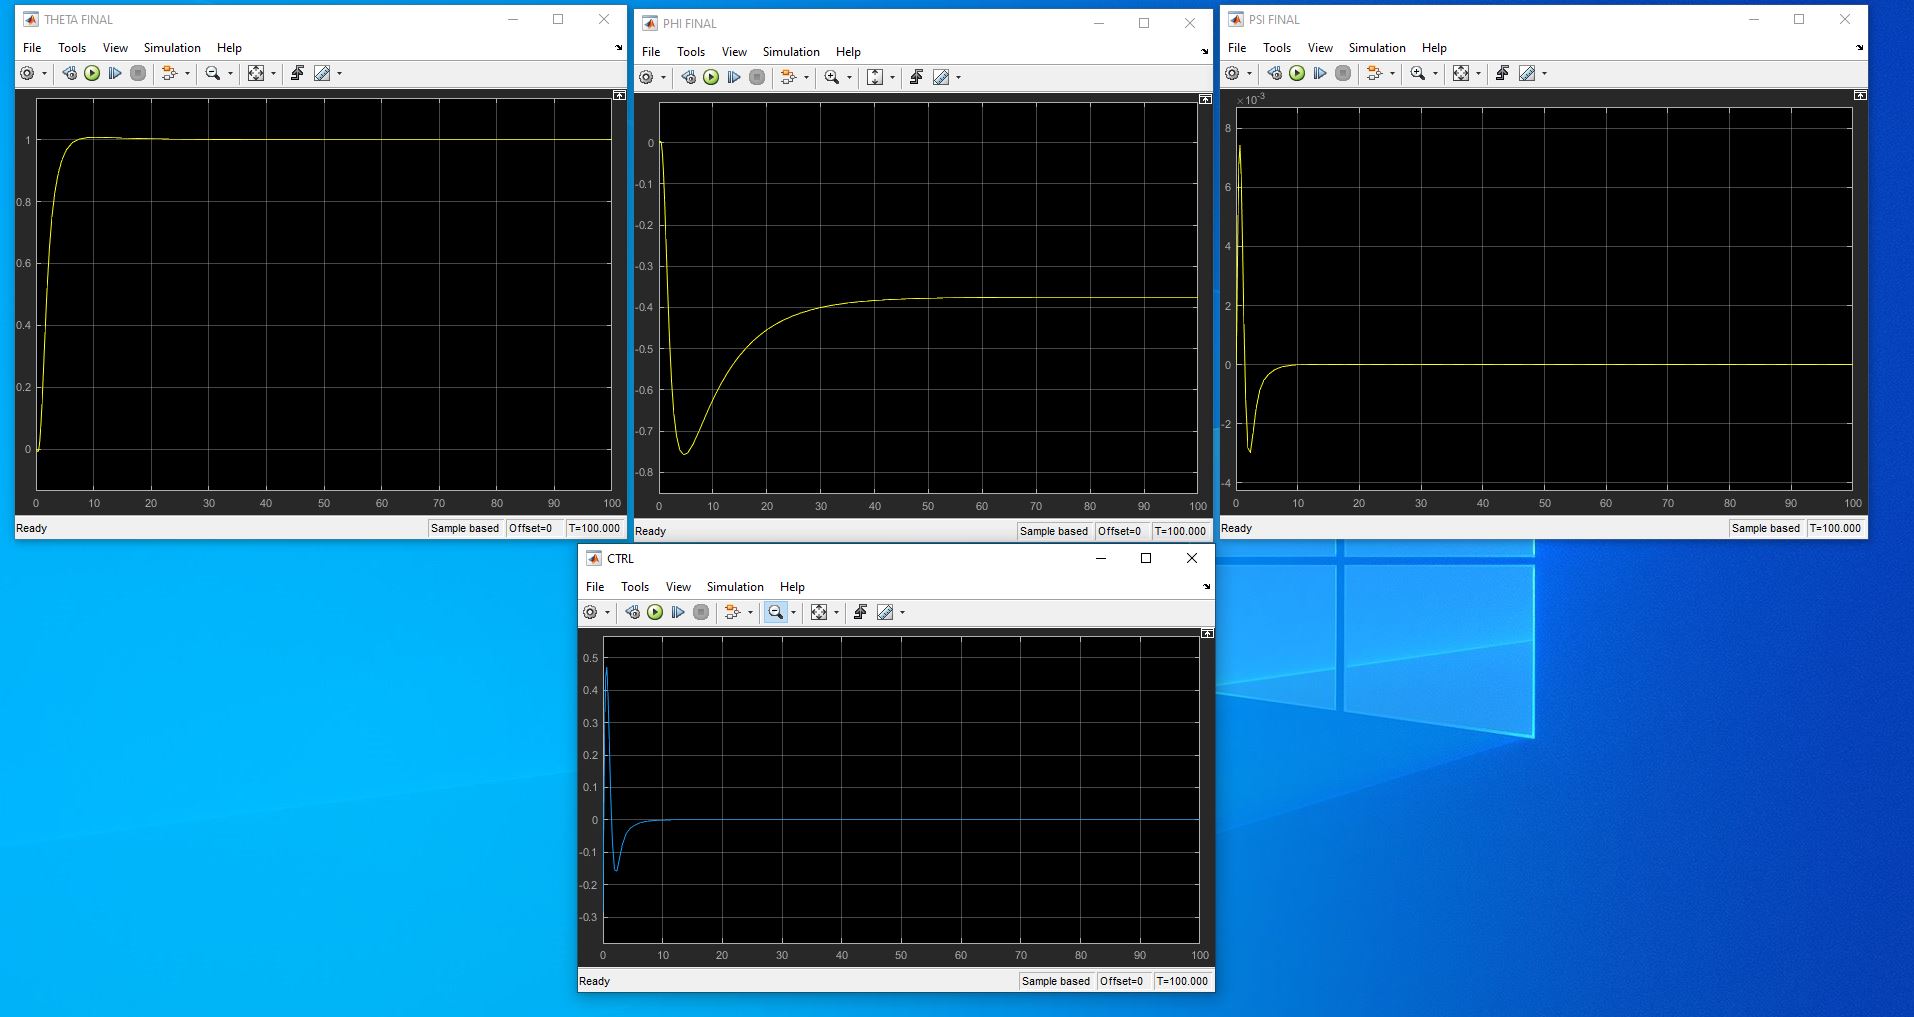 THETA FINAL
File Tools View Simulation Help
1
0.8
0.6
0.4
0.2
0
0 10 20 30 40 50 60 70 80 90 100
Ready Sample based Offset=0 T=100.000
PHI FINAL
File Tools View Simulation Help
0
-0.1
-0.2
-0.3
-0.4
-0.5
-0.6
-0.7
-0.8
0 10 20 30 40 50 60 70 80 90 100
Ready Sample based Offset=0 T=100.000
PSI FINAL
File Tools View Simulation Help
×10⁻³
8
6
4
2
0
-2
-4
0 10 20 30 40 50 60 70 80 90 100
Ready Sample based T=100.000
CTRL
File Tools View Simulation Help
0.5
0.4
0.3
0.2
0.1
0
-0.1
-0.2
-0.3
0 10 20 30 40 50 60 70 80 90 100
Ready Sample based Offset=0 T=100.000